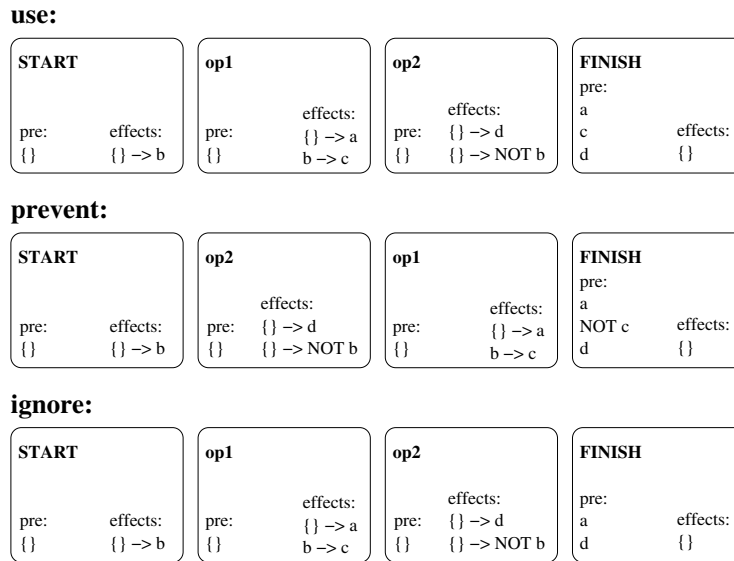 use:
START
pre: effects:
{} {} −> b
op1
effects:
pre: {} −> a
{} b −> c
op2
effects:
pre: {} −> d
{} {} −> NOT b
FINISH
pre:
a
c effects:
d {}
prevent:
START
pre: effects:
{} {} −> b
op2
effects:
pre: {} −> d
{} {} −> NOT b
op1
effects:
pre: {} −> a
{} b −> c
FINISH
pre:
a
NOT c effects:
d {}
ignore:
START
pre: effects:
{} {} −> b
op1
effects:
pre: {} −> a
{} b −> c
op2
effects:
pre: {} −> d
{} {} −> NOT b
FINISH
pre:
a effects:
d {}